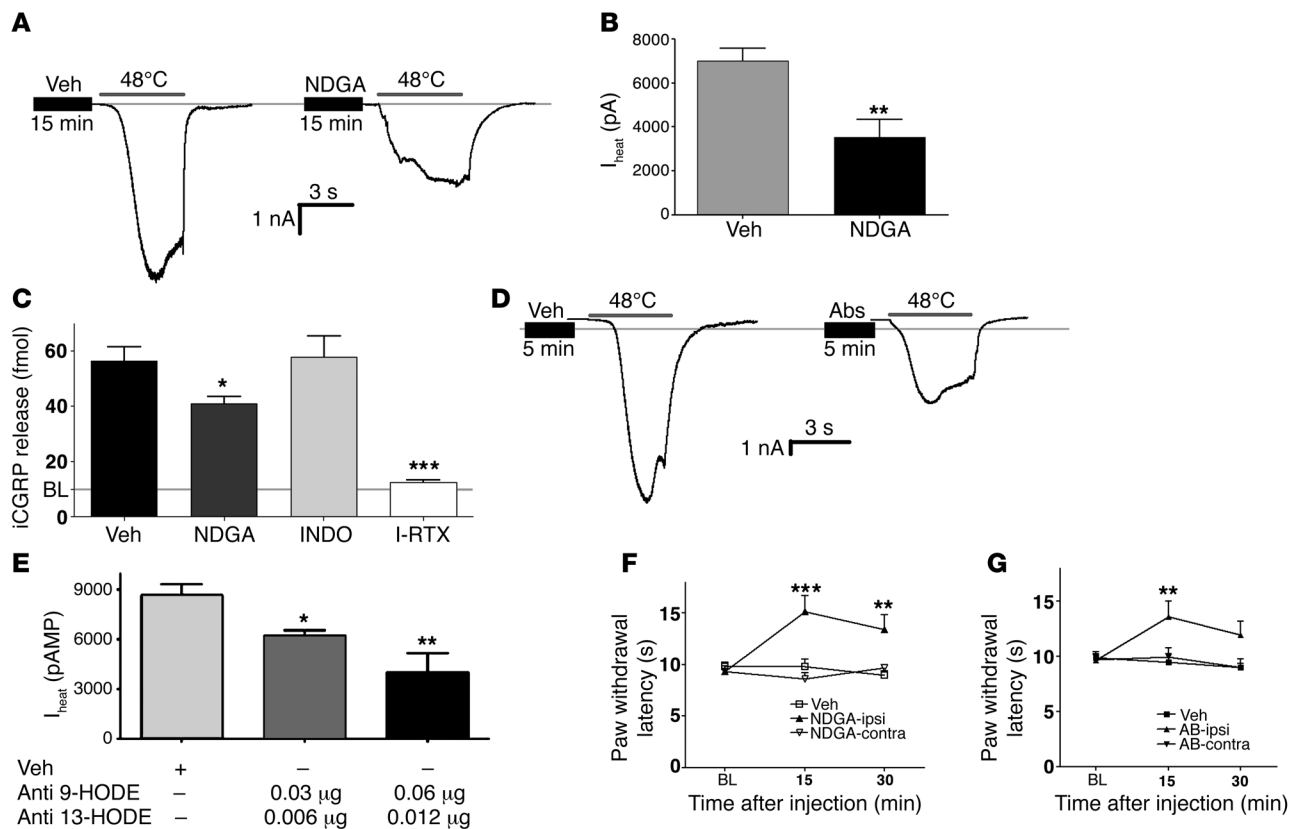 A
Veh
48°C
NDGA
48°C
15 min
15 min
3 s
1 nA
B
8000
6000
4000
2000
0
Iheat (pA)
**
Veh
NDGA
C
iCGRP release (fmol)
60
40
20
BL
0
*
***
Veh
NDGA
INDO
I-RTX
D
Veh
48°C
Abs
48°C
5 min
5 min
3 s
1 nA
E
Iheat (pAMP)
9000
6000
3000
0
*
**
Veh + – –
Anti 9-HODE – 0.03 μg 0.06 μg
Anti 13-HODE – 0.006 μg 0.012 μg
F
Paw withdrawal
latency (s)
15
10
5
0
***
**
Veh
NDGA-ipsi
NDGA-contra
BL
15
30
Time after injection (min)
G
Paw withdrawal
latency (s)
15
10
5
0
**
Veh
AB-ipsi
AB-contra
BL
15
30
Time after injection (min)